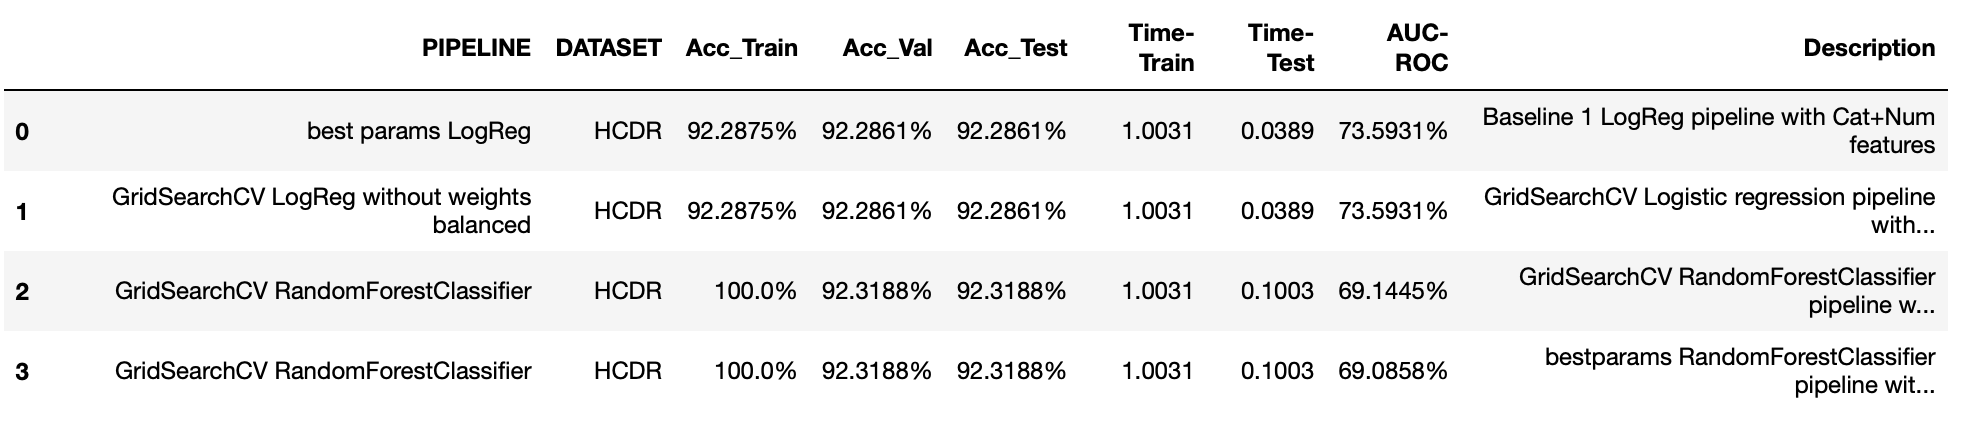 PIPELINE DATASET Acc_Train Acc_Val Acc_Test Time-Train Time-Test AUC-ROC Description
0 best params LogReg HCDR 92.2875% 92.2861% 92.2861% 1.0031 0.0389 73.5931% Baseline 1 LogReg pipeline with Cat+Num features
1 GridSearchCV LogReg without weights balanced HCDR 92.2875% 92.2861% 92.2861% 1.0031 0.0389 73.5931% GridSearchCV Logistic regression pipeline with...
2 GridSearchCV RandomForestClassifier HCDR 100.0% 92.3188% 92.3188% 1.0031 0.1003 69.1445% GridSearchCV RandomForestClassifier pipeline w...
3 GridSearchCV RandomForestClassifier HCDR 100.0% 92.3188% 92.3188% 1.0031 0.1003 69.0858% bestparams RandomForestClassifier pipeline wit...